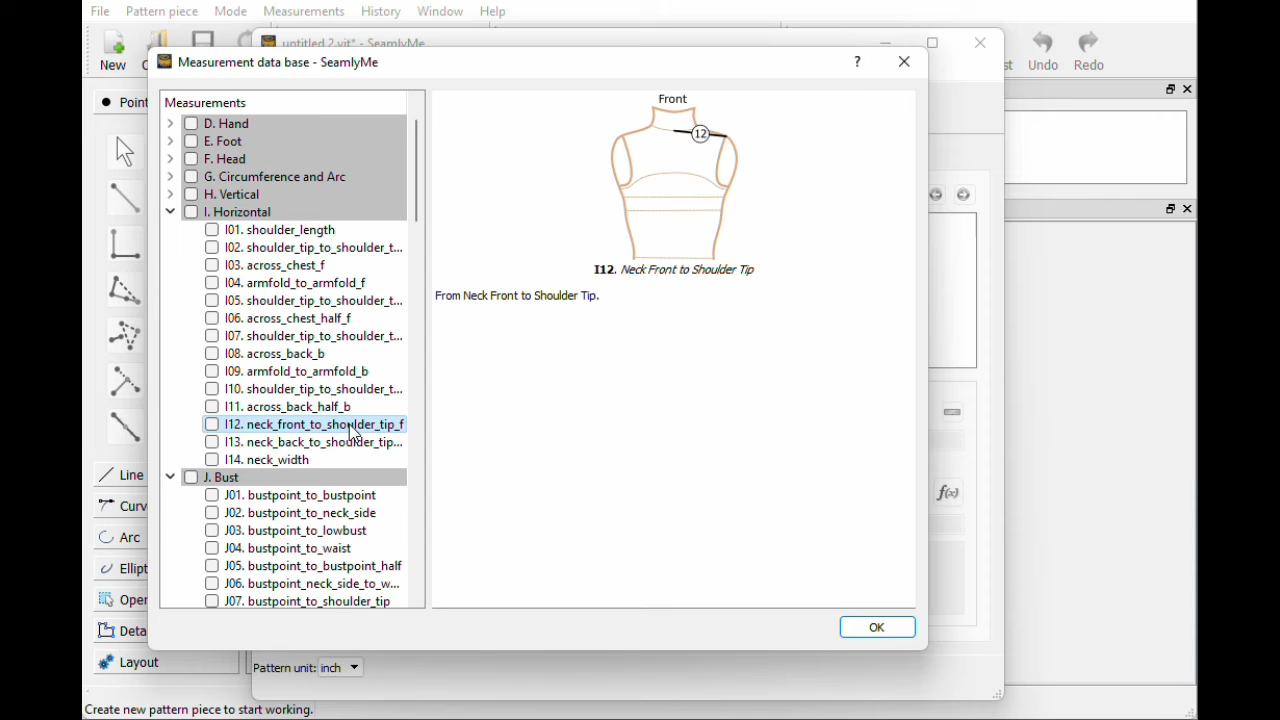 File Pattern piece Mode Measurements History Window Help
untitled 2.vit* - SeamlyMe
New
Undo Redo
Measurement data base - SeamlyMe
Measurements
D. Hand
E. Foot
F. Head
G. Circumference and Arc
H. Vertical
I. Horizontal
I01. shoulder_length
I02. shoulder_tip_to_shoulder_t...
I03. across_chest_f
I04. armfold_to_armfold_f
I05. shoulder_tip_to_shoulder_t...
I06. across_chest_half_f
I07. shoulder_tip_to_shoulder_t...
I08. across_back_b
I09. armfold_to_armfold_b
I10. shoulder_tip_to_shoulder_t...
I11. across_back_half_b
I12. neck_front_to_shoulder_tip_f
I13. neck_back_to_shoulder_tip...
I14. neck_width
J. Bust
J01. bustpoint_to_bustpoint
J02. bustpoint_to_neck_side
J03. bustpoint_to_lowbust
J04. bustpoint_to_waist
J05. bustpoint_to_bustpoint_half
J06. bustpoint_neck_side_to_w...
J07. bustpoint_to_shoulder_tip
Front
12
I12. Neck Front to Shoulder Tip
From Neck Front to Shoulder Tip.
OK
Point
Line
Curv
Arc
Ellipt
Oper
Deta
Layout
f(x)
Pattern unit: inch
Create new pattern piece to start working.